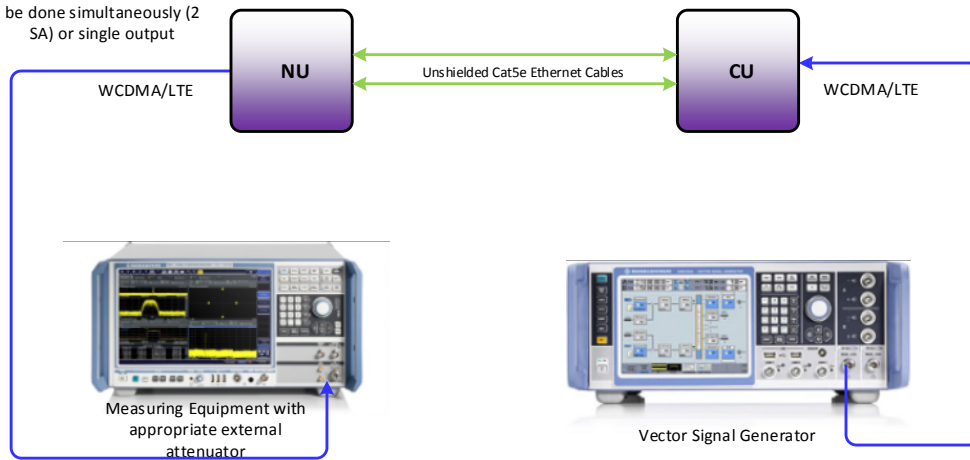 be done simultaneously (2
SA) or single output
NU
Unshielded Cat5e Ethernet Cables
CU
WCDMA/LTE
WCDMA/LTE
Measuring Equipment with
appropriate external
attenuator
Vector Signal Generator